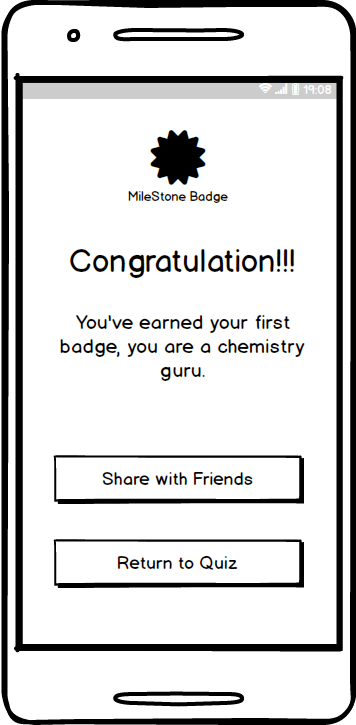 19:08
MileStone Badge
Congratulation!!!
You've earned your first
badge, you are a chemistry
guru.
Share with Friends
Return to Quiz